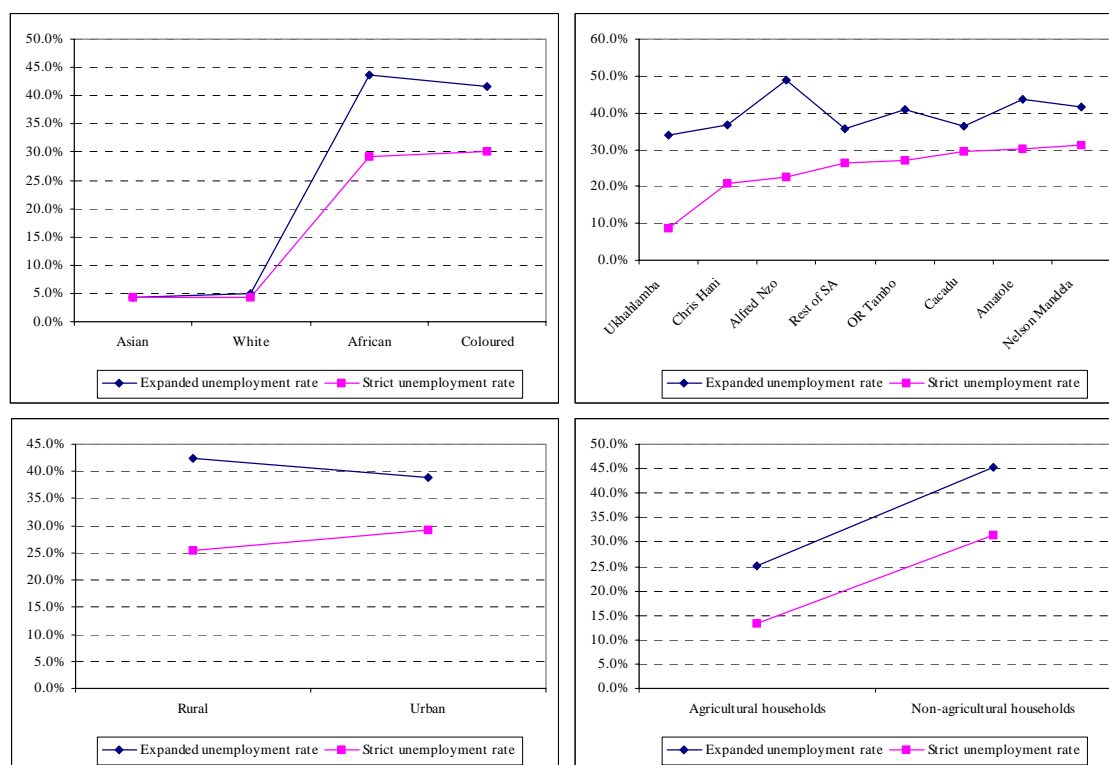 50.0%
45.0%
40.0%
35.0%
30.0%
25.0%
20.0%
15.0%
10.0%
5.0%
0.0%
Asian White African Coloured
Expanded unemployment rate Strict unemployment rate
60.0%
50.0%
40.0%
30.0%
20.0%
10.0%
0.0%
Ukhahlamba
Chris Hani
Alfred Nzo
Rest of SA
OR Tambo
Cacadu
Amatole
Nelson Mandela
Expanded unemployment rate Strict unemployment rate
45.0%
40.0%
35.0%
30.0%
25.0%
20.0%
15.0%
10.0%
5.0%
0.0%
Rural Urban
Expanded unemployment rate Strict unemployment rate
50.0%
45.0%
40.0%
35.0%
30.0%
25.0%
20.0%
15.0%
10.0%
5.0%
0.0%
Agricultural households Non-agricultural households
Expanded unemployment rate Strict unemployment rate